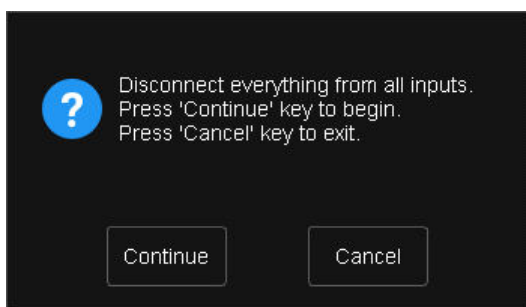 ?
Disconnect everything from all inputs.
Press 'Continue' key to begin.
Press 'Cancel' key to exit.
Continue
Cancel